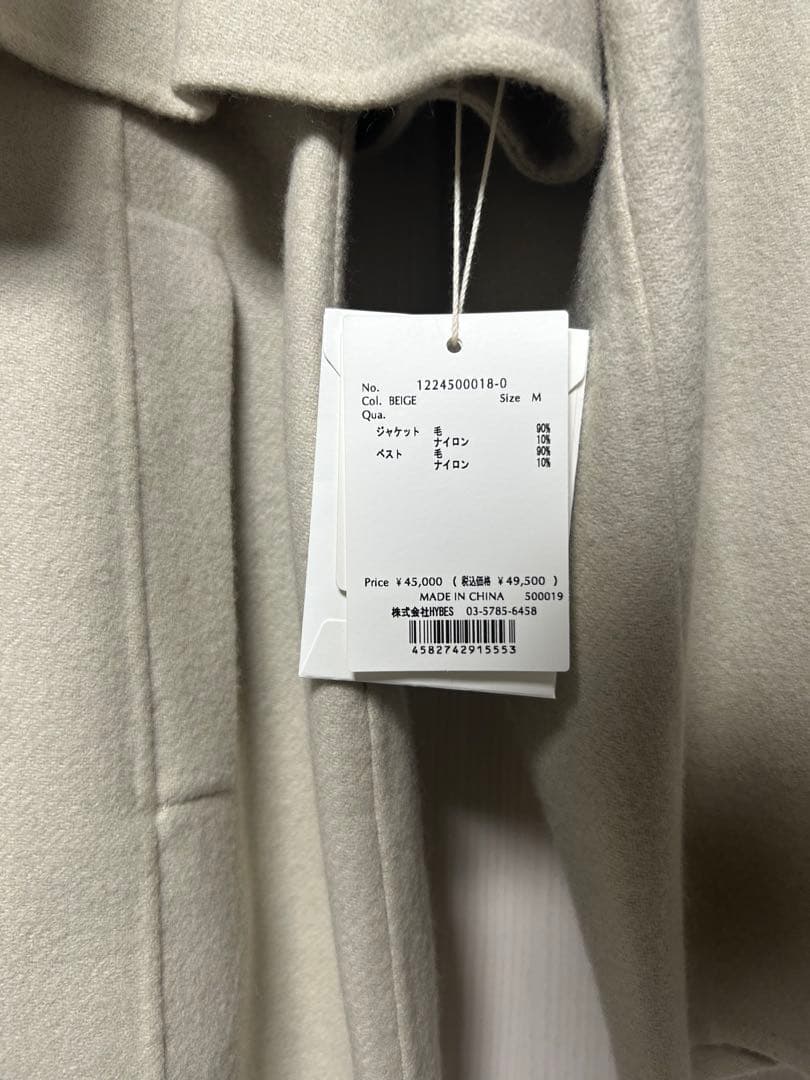 No. 1224500018-0
Col. BEIGE Size M
Qua.
ジャケット 毛 90%
ナイロン 10%
ベスト 毛 90%
ナイロン 10%
Price ¥45,000 ( 税込価格 ¥49,500 )
MADE IN CHINA 500019
株式会社HYBES 03-5785-6458
4582742915553